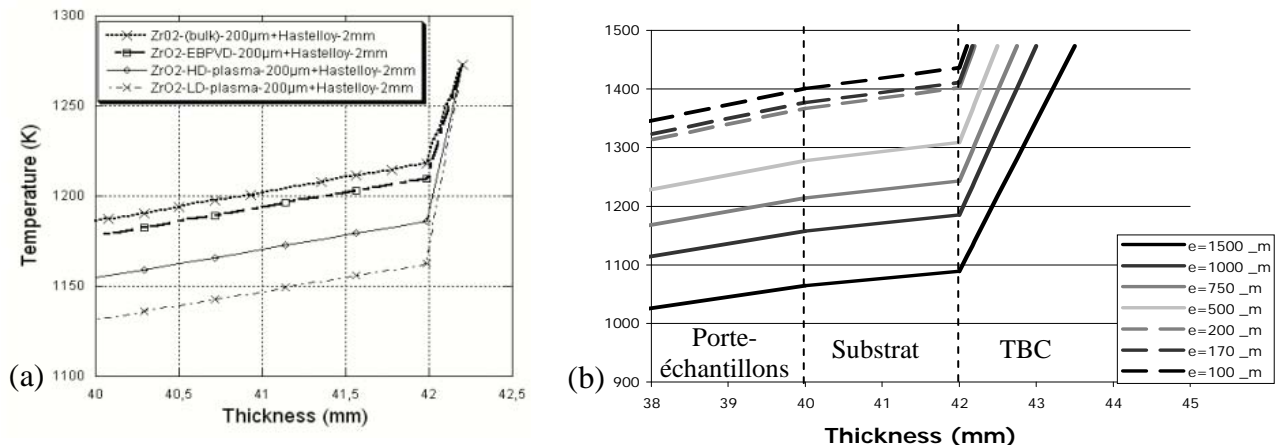 1300
1250
1200
1150
1100
Temperature (K)
Zr02-(bulk)-200µm+Hastelloy-2mm
ZrO2-EBPVD-200µm+Hastelloy-2mm
ZrO2-HD-plasma-200µm+Hastelloy-2mm
ZrO2-LD-plasma-200µm+Hastelloy-2mm
40 40,5 41 41,5 42 42,5
Thickness (mm)
(a)
1500
1400
1300
1200
1100
1000
900
Porte-
échantillons
Substrat
TBC
e=1500 _m
e=1000 _m
e=750 _m
e=500 _m
e=200 _m
e=170 _m
e=100 _m
38 39 40 41 42 43 44 45
Thickness (mm)
(b)